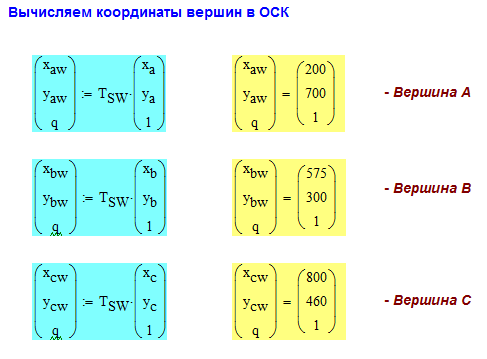 Вычисляем координаты вершин в ОСК
x_aw x_a x_aw 200
y_aw := T_SW · y_a y_aw = 700 - Вершина A
q 1 q 1
x_bw x_b x_bw 575
y_bw := T_SW · y_b y_bw = 300 - Вершина B
q 1 q 1
x_cw x_c x_cw 800
y_cw := T_SW · y_c y_cw = 460 - Вершина C
q 1 q 1